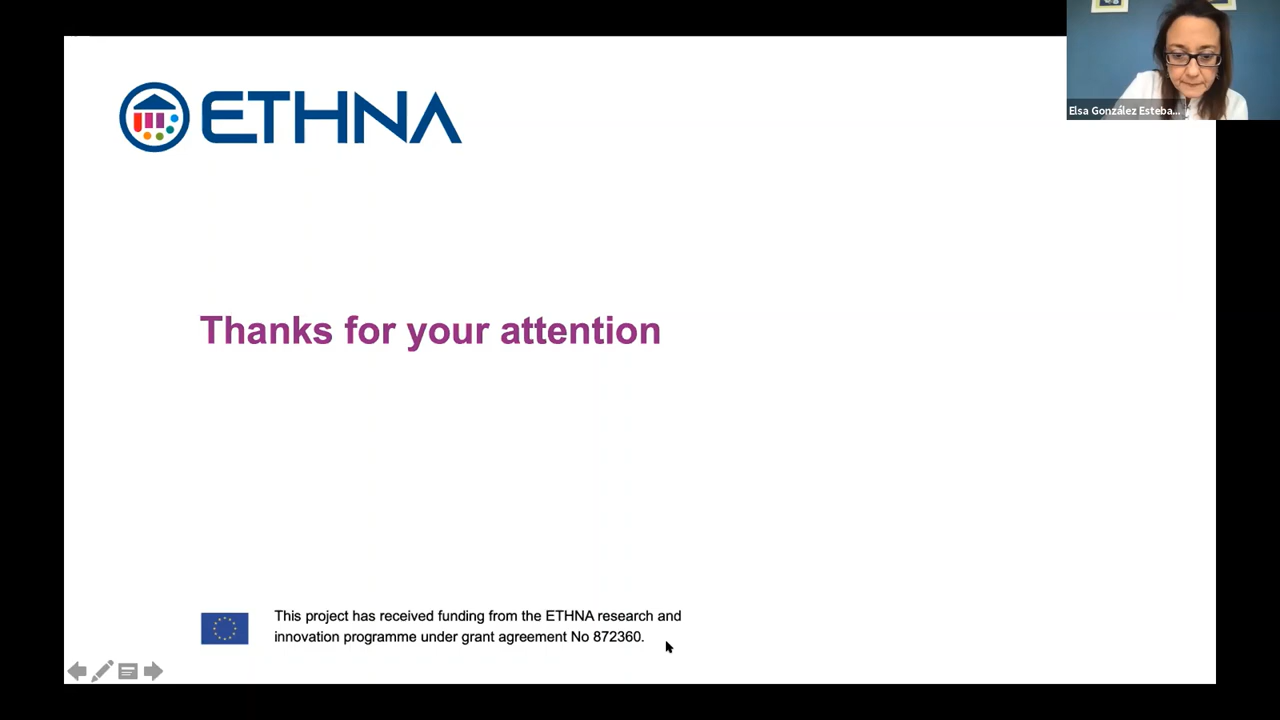 Elsa González Esteba...
ETHNA
Thanks for your attention
This project has received funding from the ETHNA research and
innovation programme under grant agreement No 872360.